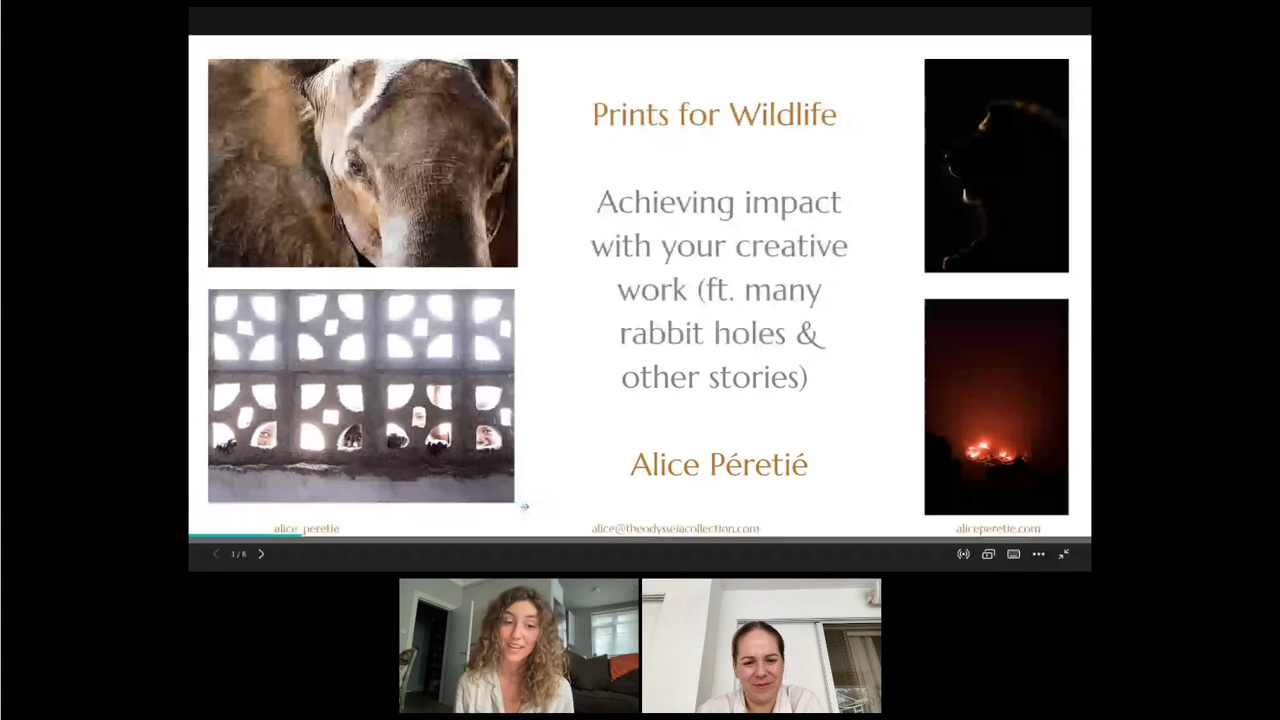 Prints for Wildlife
Achieving impact
with your creative
work (ft. many
rabbit holes &
other stories)
Alice Péretié
alice_peretie
alice@theodysseiacollection.com
aliceperetie.com
1/8